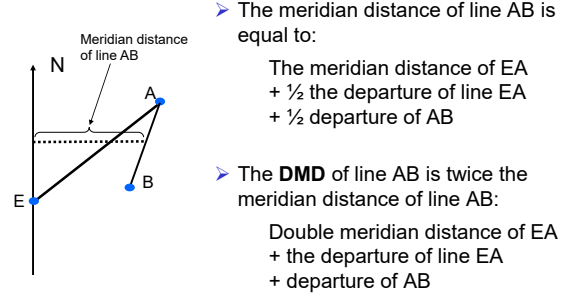 Meridian distance
of line AB
N
A
B
E
➢ The meridian distance of line AB is
equal to:
The meridian distance of EA
+ ½ the departure of line EA
+ ½ departure of AB
➢ The DMD of line AB is twice the
meridian distance of line AB:
Double meridian distance of EA
+ the departure of line EA
+ departure of AB